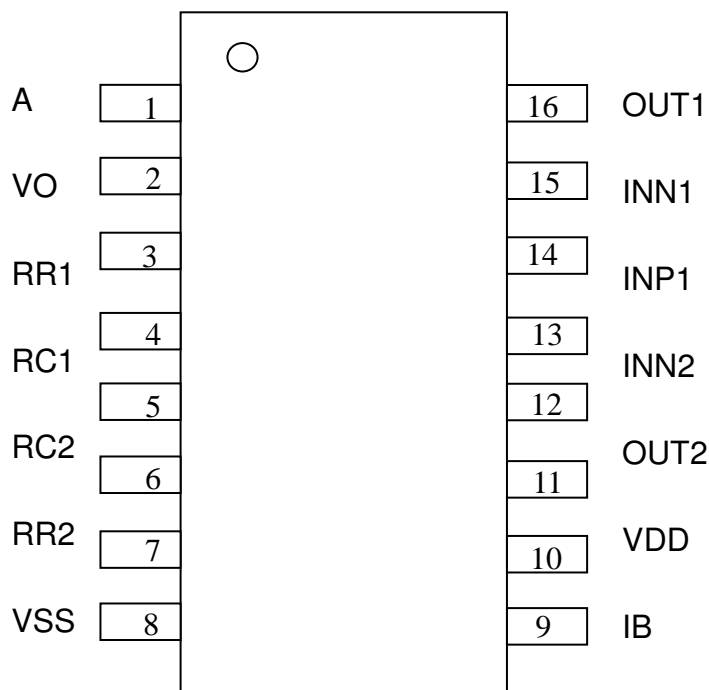 A 1 16 OUT1
VO 2 15 INN1
RR1 3 14 INP1
RC1 4 13 INN2
5 12
RC2 6 11 OUT2
RR2 7 10 VDD
VSS 8 9 IB